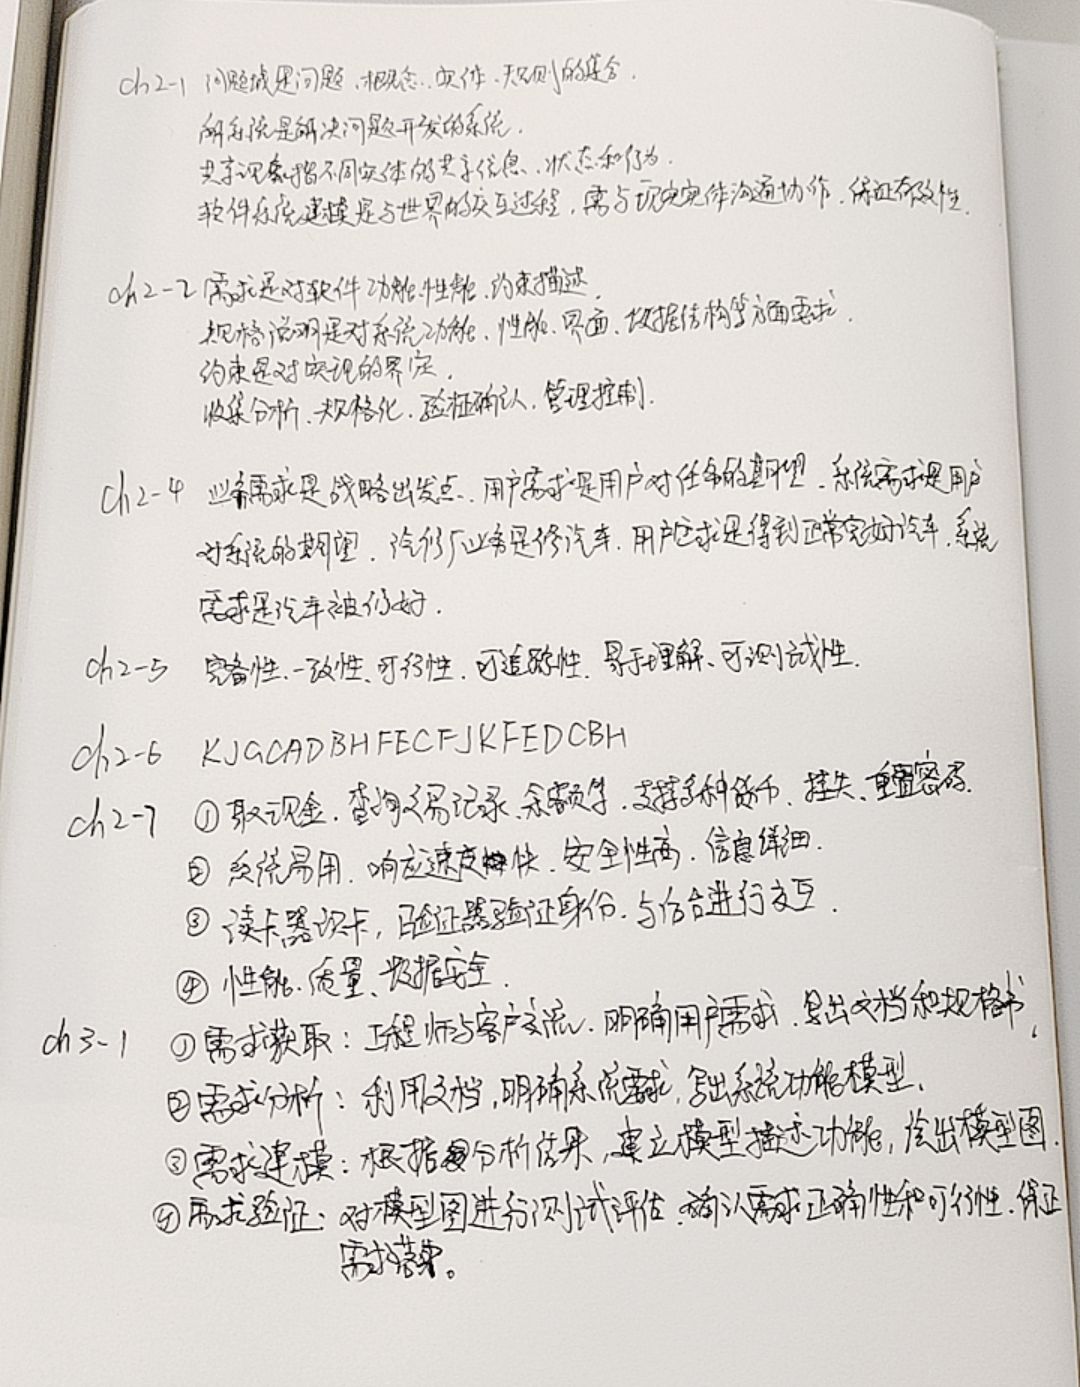 ch2-1 问题域是问题、概念、实体、规则的集合.
解系统是解决问题开发的系统.
共享现象指不同实体的共享信息、状态和行为.
软件系统建模是与世界的交互过程,需与现实实体沟通协作,保证有效性.
ch2-2 需求是对软件功能、性能、约束描述.
规格说明是对系统功能、性能、界面、数据结构等方面要求.
约束是对实现的界定.
收集分析、规格化、验证确认、管理控制.
ch2-4 业务需求是战略出发点、用户需求是用户对任务的期望、系统需求是用户
对系统的期望,汽修厂业务是修汽车,用户需求是得到正常完好汽车,系统
需求是汽车被修好.
ch2-5 完备性、一致性、可行性、可追踪性、易于理解、可测试性.
ch2-6 KJGCADBHFECFJKFEDCBH
ch2-7 ①取现金、查询交易记录、余额等,支持多种货币、挂失、重置密码.
② 系统易用、响应速度快、安全性高、信息详细.
③ 读卡器识卡,验证器验证身份,与后台进行交互.
④ 性能、质量、数据安全.
ch3-1 ①需求获取:工程师与客户交流,明确用户需求,写出文档和规格书,
②需求分析:利用文档,明确系统需求,写出系统功能模型.
③需求建模:根据分析结果,建立模型描述功能,绘出模型图.
④需求验证:对模型图进行测试评估,确认需求正确性和可行性,保证
需求落实。